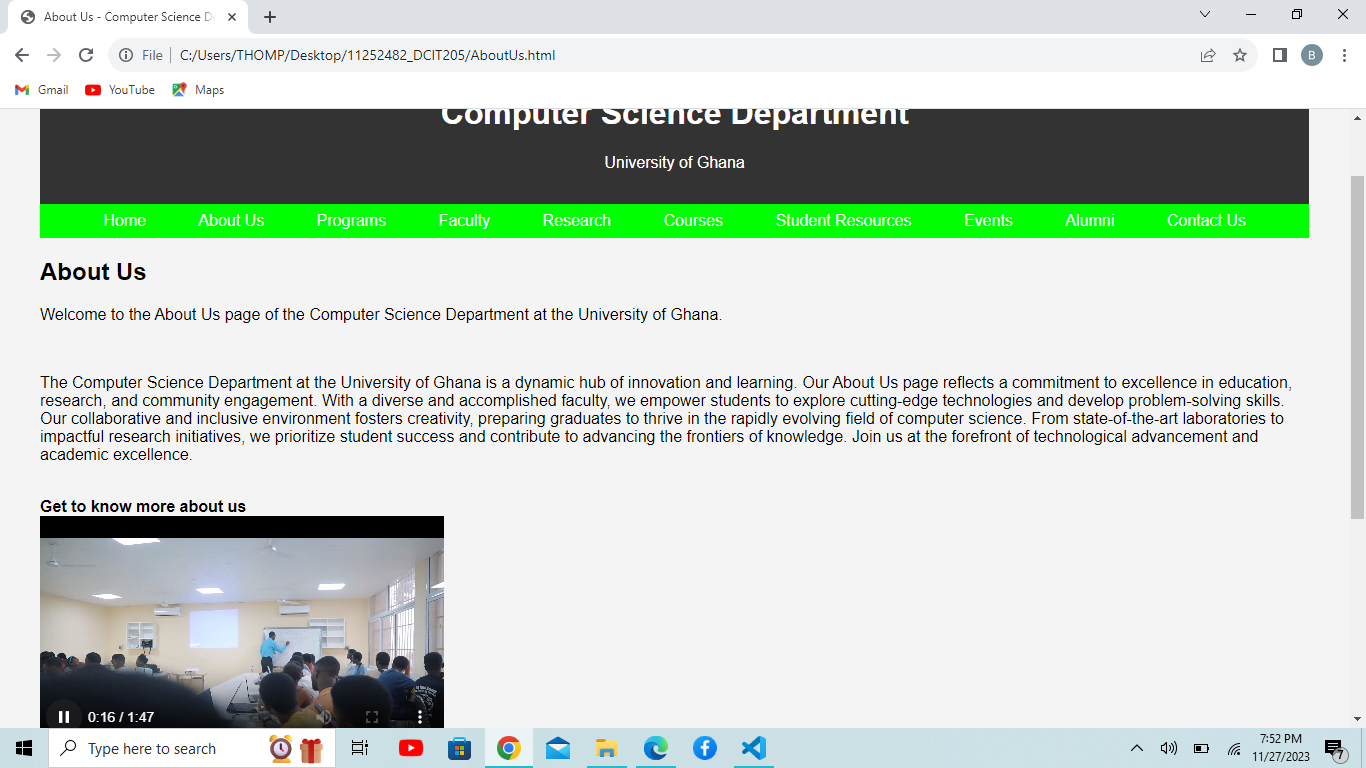 About Us - Computer Science D
File
C:/Users/THOMP/Desktop/11252482_DCIT205/AboutUs.html
B
Gmail
YouTube
Maps
Computer Science Department
University of Ghana
Home About Us Programs Faculty Research Courses Student Resources Events Alumni Contact Us
About Us
Welcome to the About Us page of the Computer Science Department at the University of Ghana.
The Computer Science Department at the University of Ghana is a dynamic hub of innovation and learning. Our About Us page reflects a commitment to excellence in education,
research, and community engagement. With a diverse and accomplished faculty, we empower students to explore cutting-edge technologies and develop problem-solving skills.
Our collaborative and inclusive environment fosters creativity, preparing graduates to thrive in the rapidly evolving field of computer science. From state-of-the-art laboratories to
impactful research initiatives, we prioritize student success and contribute to advancing the frontiers of knowledge. Join us at the forefront of technological advancement and
academic excellence.
Get to know more about us
0:16 / 1:47
Type here to search
7:52 PM
11/27/2023
7